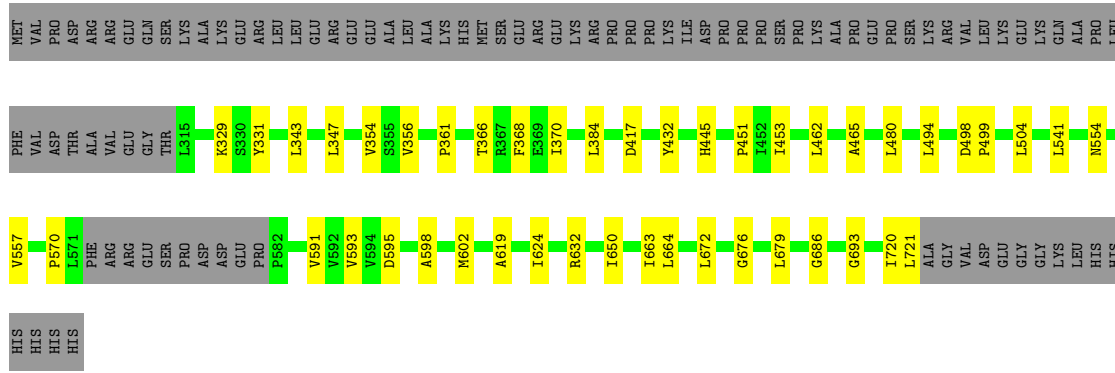 MET VAL PRO ASP ARG ARG GLU GLN SER LYS ALA LYS GLU ARG LEU LEU GLU ARG GLU GLU ALA LEU ALA LYS HIS MET SER GLU ARG GLU LYS ARG PRO PRO PRO LYS ILE ASP PRO PRO PRO PRO SER PRO LYS ALA PRO GLU PRO SER LYS ARG VAL LEU LYS GLU LYS GLN ALA PRO LEU
PHE VAL ASP THR ALA VAL GLU GLY THR L315 K329 S330 Y331 L343 L347 V354 S355 V356 P361 T366 R367 F368 E369 I370 L384 D417 Y432 H445 P451 I452 I453 L462 A465 L480 L494 D498 P499 L504 L541 N554
V557 P570 L571 PHE ARG ARG GLU SER PRO ASP ASP GLU PRO P582 V591 V592 V593 V594 D595 A598 M602 A619 I624 R632 I650 I663 L664 L672 G676 L679 G686 G693 I720 L721 ALA GLY VAL ASP GLU GLY GLY LYS LEU HIS HIS
HIS HIS HIS HIS